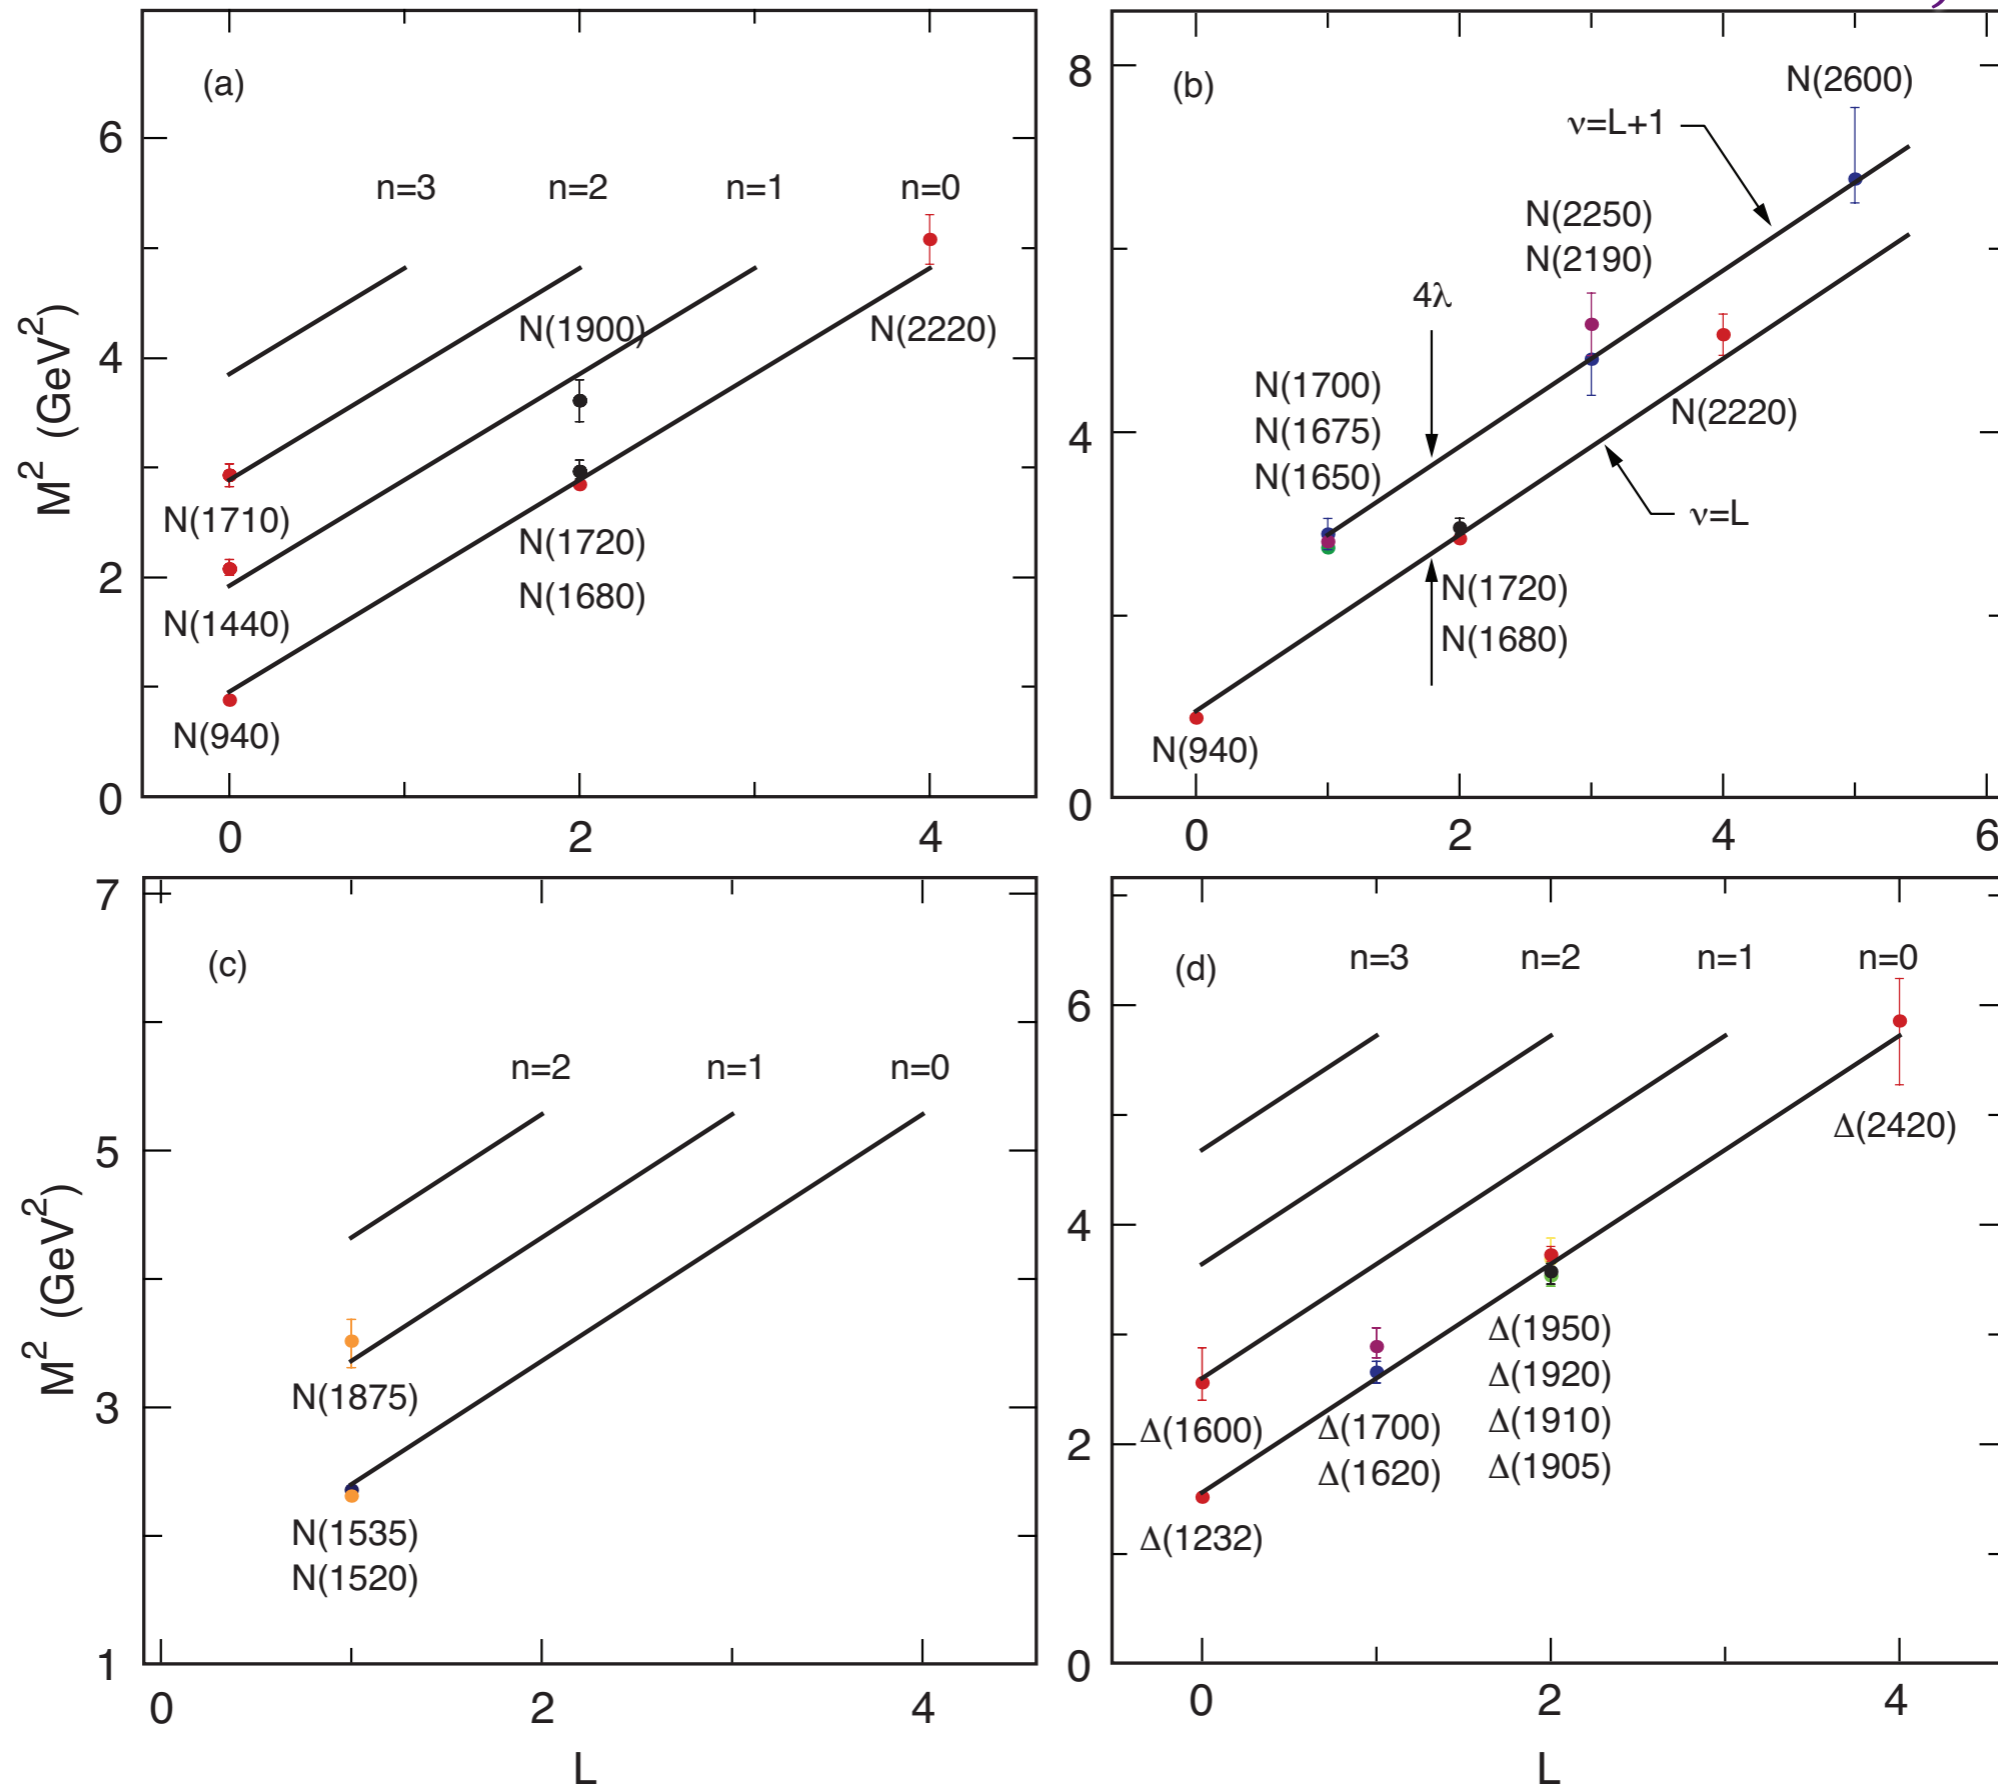 (a)
n=3 n=2 n=1 n=0
N(1900)
N(2220)
N(1710)
N(1720)
N(1680)
N(1440)
N(940)
M² (GeV²)
6
4
2
0
0 2 4
(b)
N(2600)
ν=L+1
N(2250)
N(2190)
4λ
N(1700)
N(1675)
N(1650)
N(2220)
ν=L
N(1720)
N(1680)
N(940)
8
4
0
0 2 4 6
(c)
n=2 n=1 n=0
N(1875)
N(1535)
N(1520)
M² (GeV²)
7
5
3
1
0 2 4
L
(d)
n=3 n=2 n=1 n=0
Δ(2420)
Δ(1950)
Δ(1920)
Δ(1910)
Δ(1905)
Δ(1600)
Δ(1700)
Δ(1620)
Δ(1232)
6
4
2
0
0 2 4
L